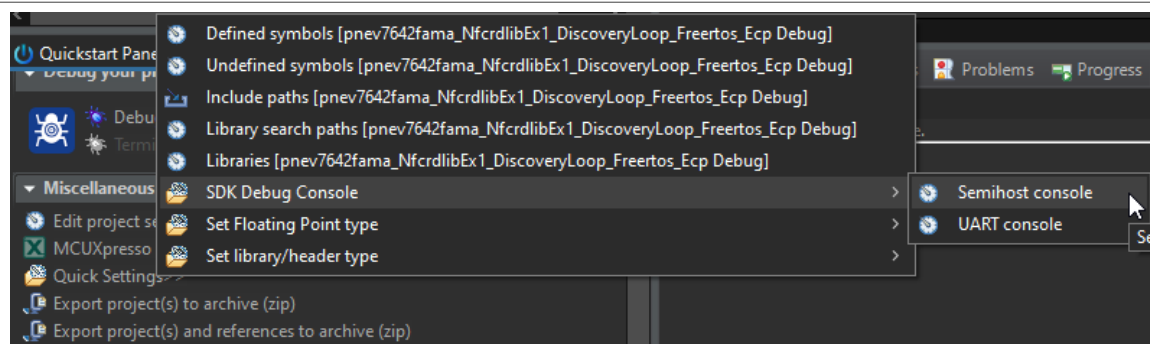 Quickstart Pane
Defined symbols [pnev7642fama_NfcrdlibEx1_DiscoveryLoop_Freertos_Ecp Debug]
Undefined symbols [pnev7642fama_NfcrdlibEx1_DiscoveryLoop_Freertos_Ecp Debug]
Include paths [pnev7642fama_NfcrdlibEx1_DiscoveryLoop_Freertos_Ecp Debug]
Library search paths [pnev7642fama_NfcrdlibEx1_DiscoveryLoop_Freertos_Ecp Debug]
Libraries [pnev7642fama_NfcrdlibEx1_DiscoveryLoop_Freertos_Ecp Debug]
SDK Debug Console
Set Floating Point type
Set library/header type
Semihost console
UART console
Se
Problems
Progress
Debug your pr
Debu
Termi
Miscellaneous
Edit project se
MCUXpresso
Quick Settings>>
Export project(s) to archive (zip)
Export project(s) and references to archive (zip)